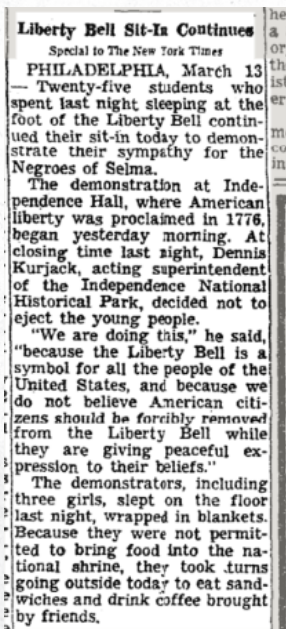 Liberty Bell Sit-In Continues
Special to The New York Times
PHILADELPHIA, March 13
— Twenty-five students who
spent last night sleeping at the
foot of the Liberty Bell contin-
ued their sit-in today to demon-
strate their sympathy for the
Negroes of Selma.
The demonstration at Inde-
pendence Hall, where American
liberty was proclaimed in 1776,
began yesterday morning. At
closing time last night, Dennis
Kurjack, acting superintendent
of the Independence National
Historical Park, decided not to
eject the young people.
"We are doing this," he said,
"because the Liberty Bell is a
symbol for all the people of the
United States, and because we
do not believe American citi-
zens should be forcibly removed
from the Liberty Bell while
they are giving peaceful ex-
pression to their beliefs."
The demonstrators, including
three girls, slept on the floor
last night, wrapped in blankets.
Because they were not permit-
ted to bring food into the na-
tional shrine, they took turns
going outside today to eat sand-
wiches and drink coffee brought
by friends.